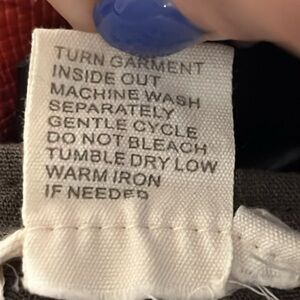 TURN GARMENT
INSIDE OUT
MACHINE WASH
SEPARATELY
GENTLE CYCLE
DO NOT BLEACH
TUMBLE DRY LOW
WARM IRON
IF NEEDED